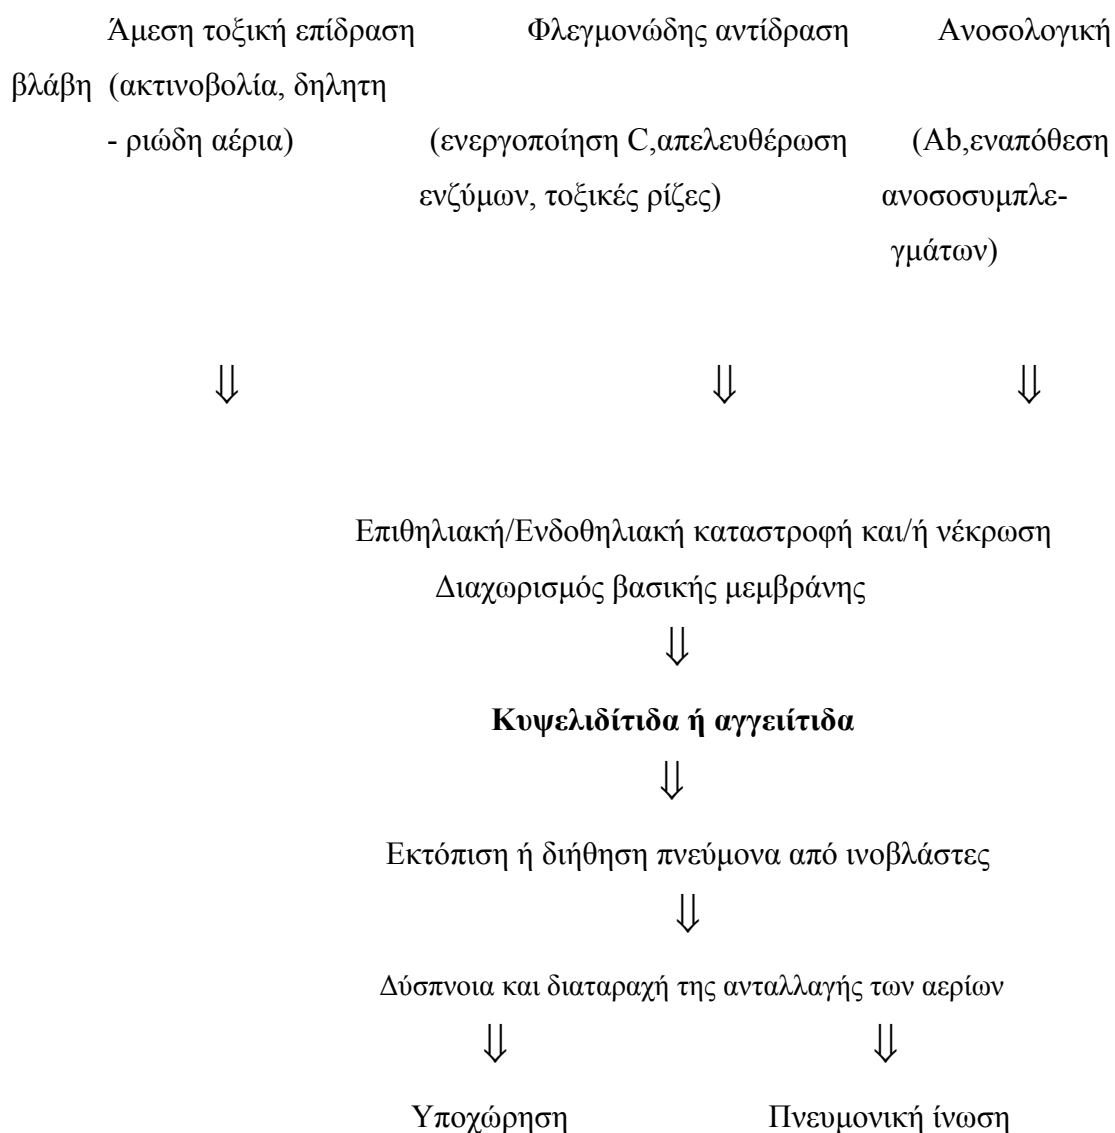 Άμεση τοξική επίδραση Φλεγμονώδης αντίδραση Ανοσολογική
βλάβη (ακτινοβολία, δηλητη
- ριώδη αέρια) (ενεργοποίηση C,απελευθέρωση (Ab,εναπόθεση
ενζύμων, τοξικές ρίζες) ανοσοσυμπλε-
γμάτων)
⇓ ⇓ ⇓
Επιθηλιακή/Ενδοθηλιακή καταστροφή και/ή νέκρωση
Διαχωρισμός βασικής μεμβράνης
⇓
Κυψελιδίτιδα ή αγγειίτιδα
⇓
Εκτόπιση ή διήθηση πνεύμονα από ινοβλάστες
⇓
Δύσπνοια και διαταραχή της ανταλλαγής των αερίων
⇓ ⇓
Υποχώρηση Πνευμονική ίνωση